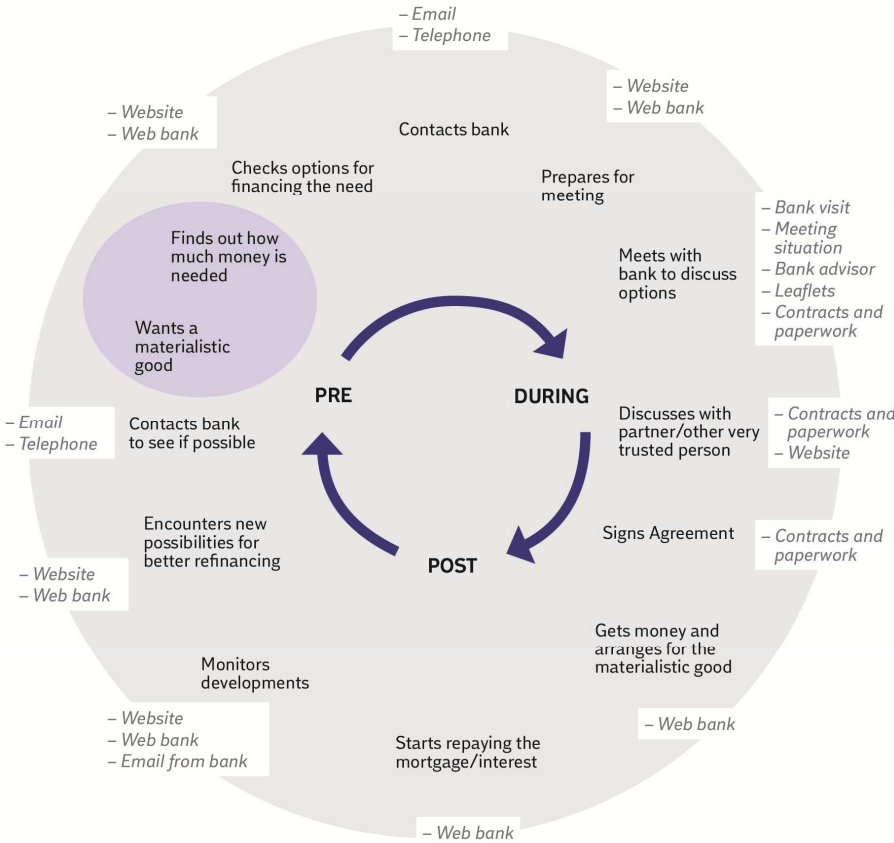 – Email
– Telephone
– Website
– Web bank
– Website
– Web bank
Contacts bank
Checks options for
financing the need
Prepares for
meeting
– Bank visit
– Meeting
situation
– Bank advisor
– Leaflets
– Contracts and
paperwork
Finds out how
much money is
needed
Meets with
bank to discuss
options
Wants a
materialistic
good
PRE
DURING
– Email
– Telephone
Contacts bank
to see if possible
Discusses with
partner/other very
trusted person
– Contracts and
paperwork
– Website
Encounters new
possibilities for
better refinancing
Signs Agreement
– Contracts and
paperwork
POST
– Website
– Web bank
Gets money and
arranges for the
materialistic good
Monitors
developments
– Website
– Web bank
– Email from bank
– Web bank
Starts repaying the
mortgage/interest
– Web bank